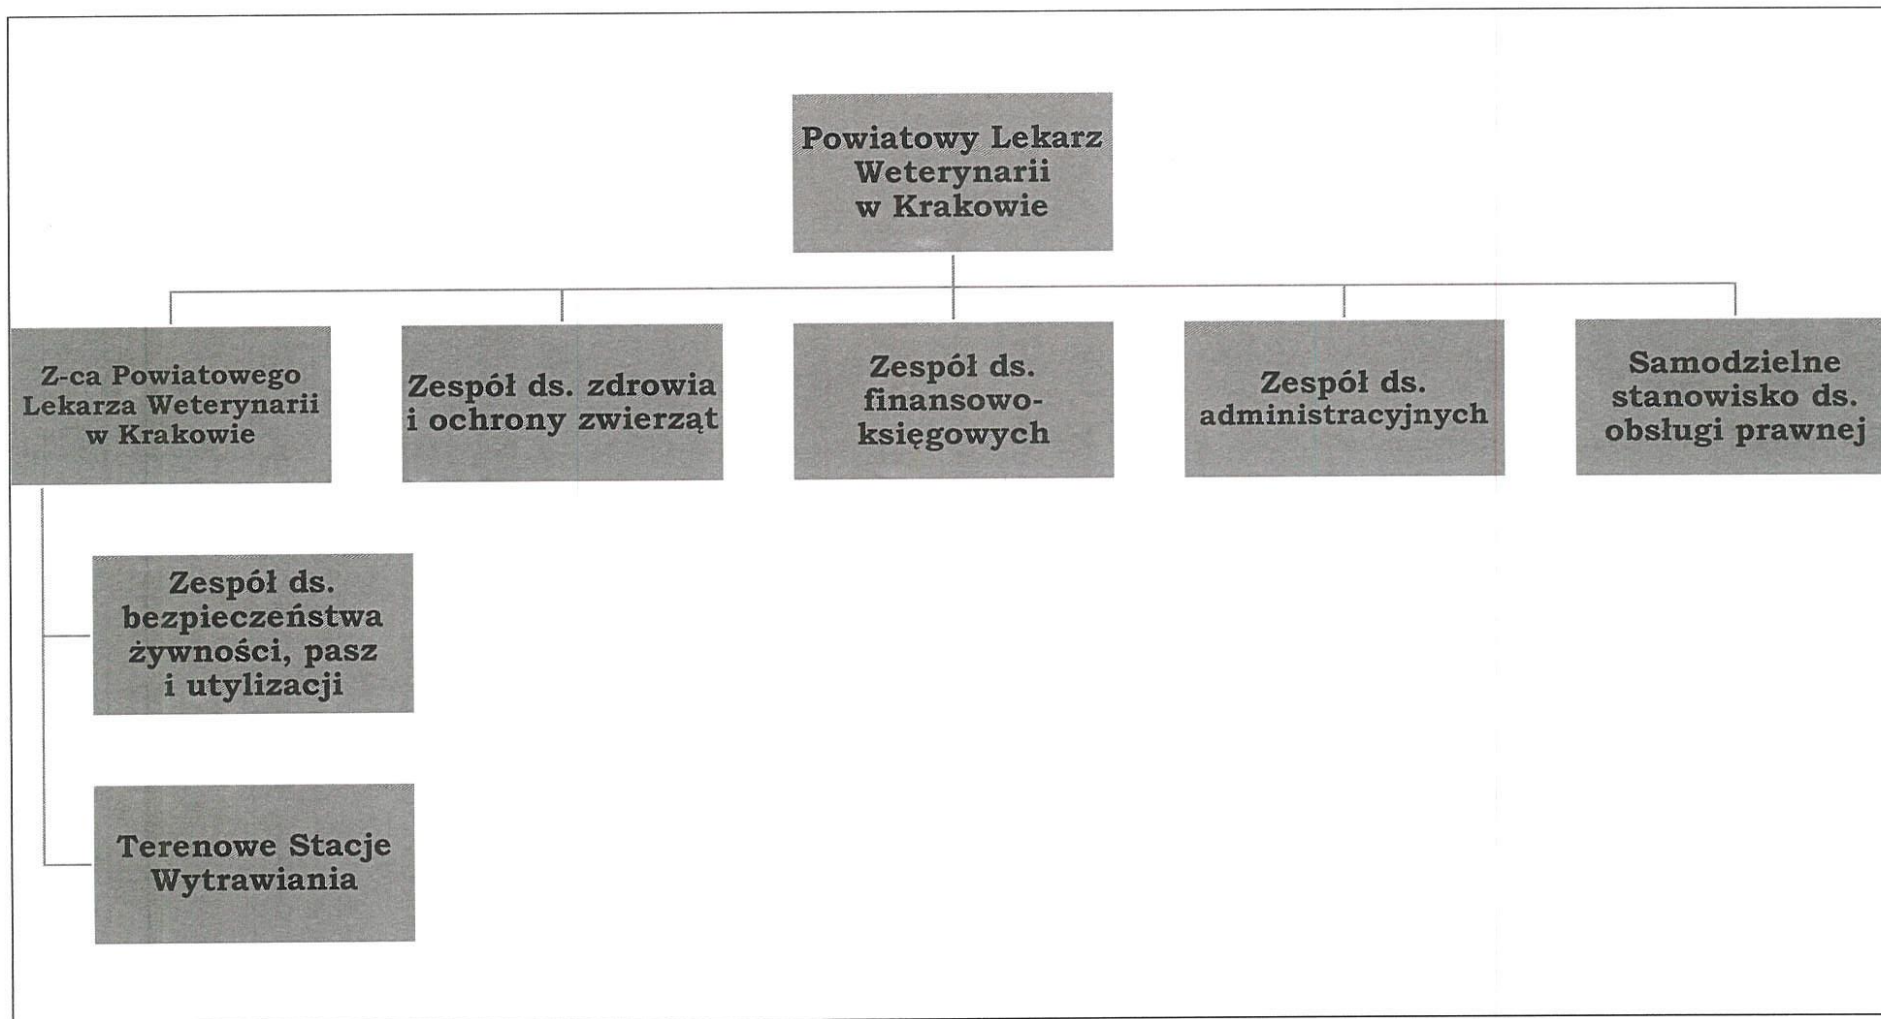 Powiatowy Lekarz
Weterynarii
w Krakowie
Z-ca Powiatowego
Lekarza Weterynarii
w Krakowie
Zespół ds. zdrowia
i ochrony zwierząt
Zespół ds.
finansowo-
księgowych
Zespół ds.
administracyjnych
Samodzielne
stanowisko ds.
obsługi prawnej
Zespół ds.
bezpieczeństwa
żywności, pasz
i utylizacji
Terenowe Stacje
Wytrawiania